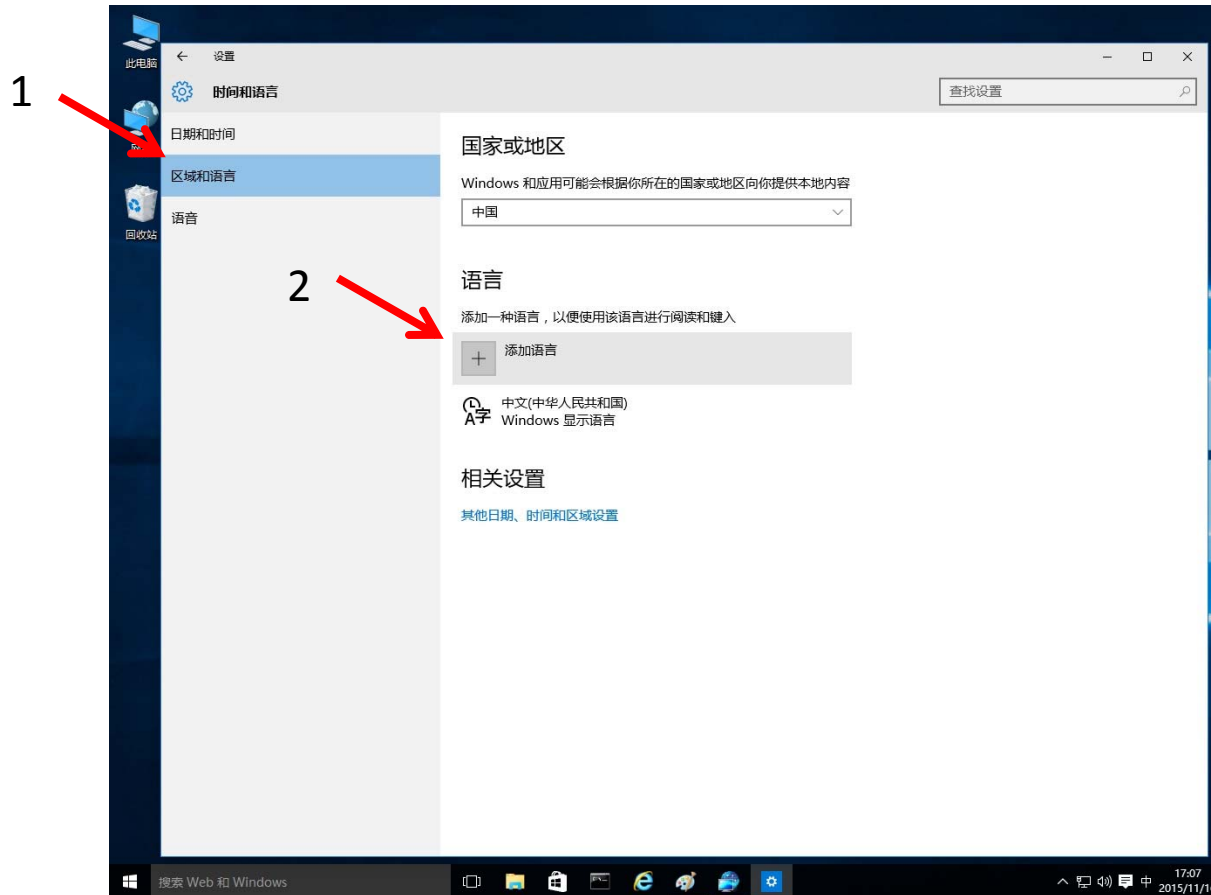 此电脑
← 设置
1
时间和语言
查找设置
日期和时间
国家或地区
区域和语言
Windows 和应用可能会根据你所在的国家或地区向你提供本地内容
语音
中国
回收站
2
语言
添加一种语言，以便使用该语言进行阅读和键入
+ 添加语言
中文(中华人民共和国)
A字 Windows 显示语言
相关设置
其他日期、时间和区域设置
搜索 Web 和 Windows
中
17:07
2015/11/1